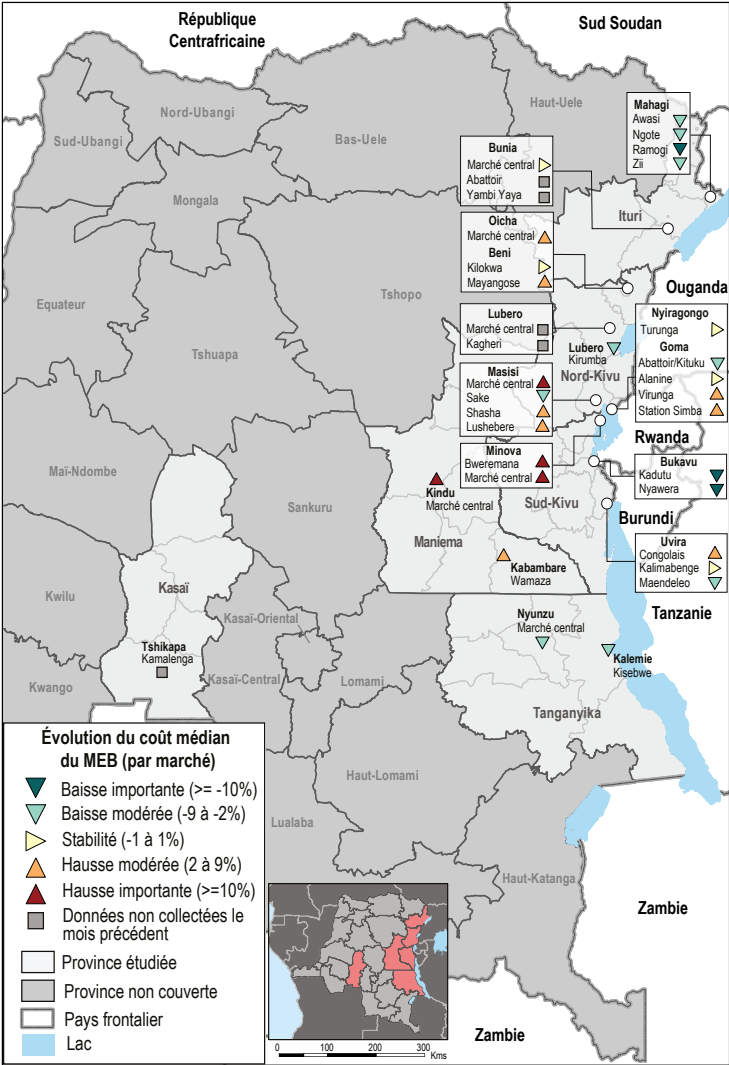 République
Centrafricaine
Sud Soudan
Nord-Ubangi
Sud-Ubangi
Bas-Uele
Haut-Uele
Mongala
Mahagi
Awasi
Ngote
Ramogi
Zii
Bunia
Marché central
Abattoir
Yambi Yaya
Ituri
Oicha
Marché central
Beni
Kilokwa
Mayangose
Equateur
Tshopo
Tshuapa
Ouganda
Lubero
Marché central
Kagheri
Lubero
Kirumba
Nord-Kivu
Nyiragongo
Turunga
Goma
Abattoir/Kituku
Alanine
Virunga
Station Simba
Masisi
Marché central
Sake
Shasha
Lushebere
Rwanda
Minova
Bweremana
Marché central
Bukavu
Kadutu
Nyawera
Maï-Ndombe
Sankuru
Kindu
Marché central
Sud-Kivu
Burundi
Maniema
Uvira
Congolais
Kalimabenge
Maendeleo
Kabambare
Wamaza
Kwilu
Kasaï
Kasaï-Oriental
Tanzanie
Nyunzu
Marché central
Tshikapa
Kamalenga
Kalemie
Kisebwe
Kwango
Kasaï-Central
Lomami
Tanganyika
Haut-Lomami
Lualaba
Haut-Katanga
Zambie
Zambie
Évolution du coût médian
du MEB (par marché)
Baisse importante (>= -10%)
Baisse modérée (-9 à -2%)
Stabilité (-1 à 1%)
Hausse modérée (2 à 9%)
Hausse importante (>=10%)
Données non collectées le
mois précédent
Province étudiée
Province non couverte
Pays frontalier
Lac
0 100 200 300
Kms